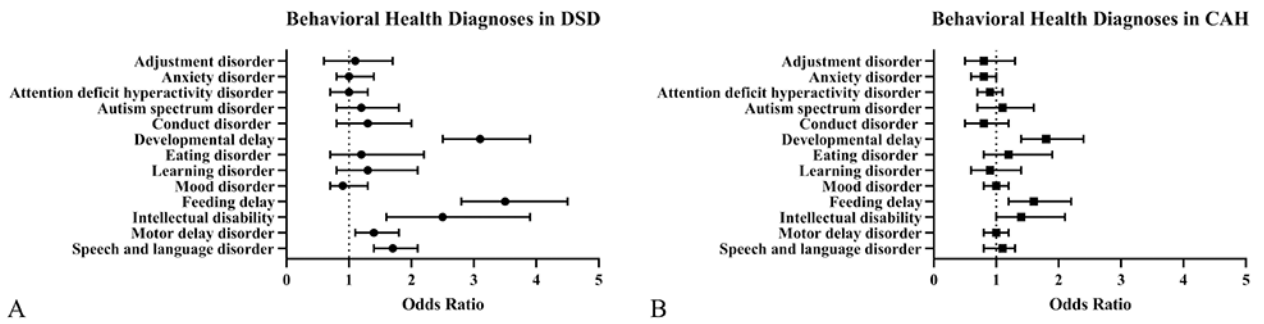 Behavioral Health Diagnoses in DSD
Adjustment disorder
Anxiety disorder
Attention deficit hyperactivity disorder
Autism spectrum disorder
Conduct disorder
Developmental delay
Eating disorder
Learning disorder
Mood disorder
Feeding delay
Intellectual disability
Motor delay disorder
Speech and language disorder
0 1 2 3 4 5
Odds Ratio
A
Behavioral Health Diagnoses in CAH
Adjustment disorder
Anxiety disorder
Attention deficit hyperactivity disorder
Autism spectrum disorder
Conduct disorder
Developmental delay
Eating disorder
Learning disorder
Mood disorder
Feeding delay
Intellectual disability
Motor delay disorder
Speech and language disorder
0 1 2 3 4 5
Odds Ratio
B